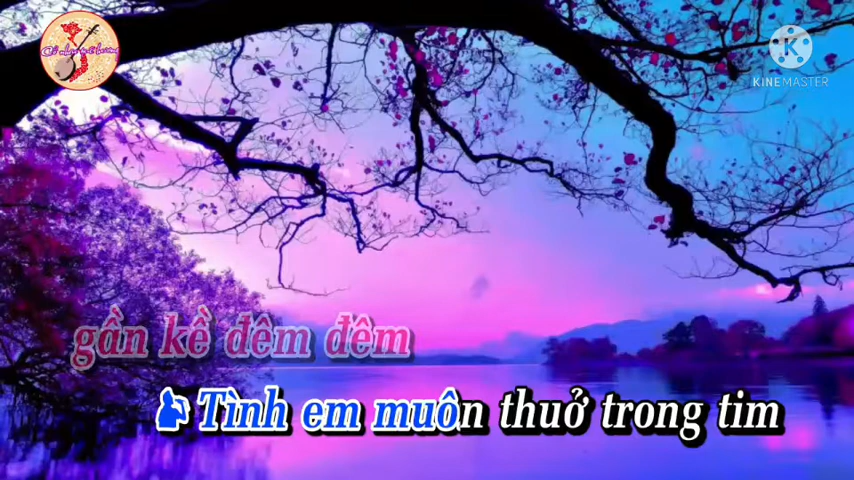 KINEMASTER
gần kề đêm đêm
Tình em muôn thuở trong tim